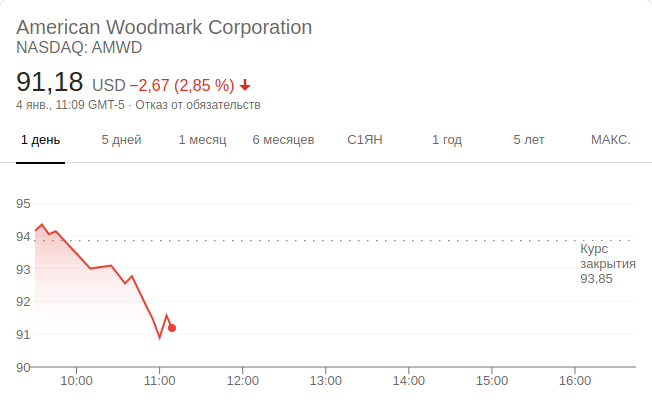 American Woodmark Corporation
NASDAQ: AMWD
91,18 USD −2,67 (2,85 %)
4 янв., 11:09 GMT-5 · Отказ от обязательств
1 день 5 дней 1 месяц 6 месяцев С1ЯН 1 год 5 лет МАКС.
95
94
Курс
закрытия
93,85
93
92
91
90
10:00 11:00 12:00 13:00 14:00 15:00 16:00